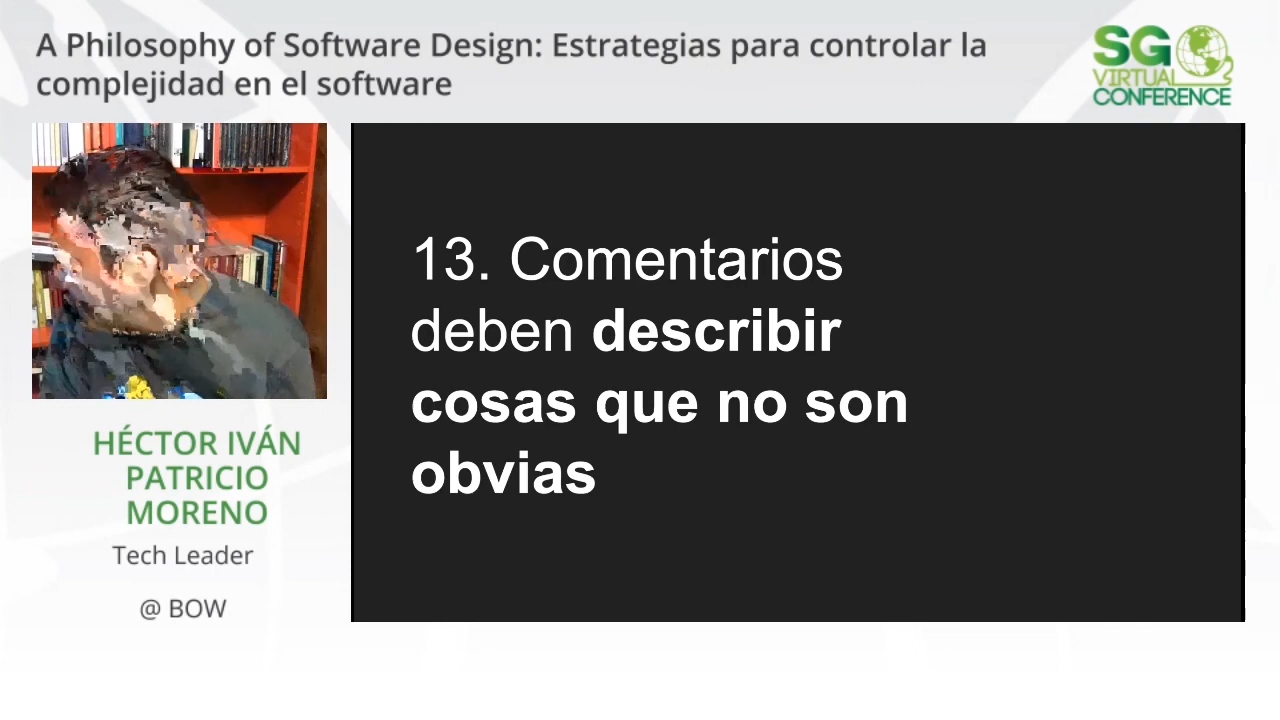 A Philosophy of Software Design: Estrategias para controlar la
complejidad en el software
SG
VIRTUAL
CONFERENCE
13. Comentarios
deben describir
cosas que no son
obvias
HÉCTOR IVÁN
PATRICIO
MORENO
Tech Leader
@ BOW